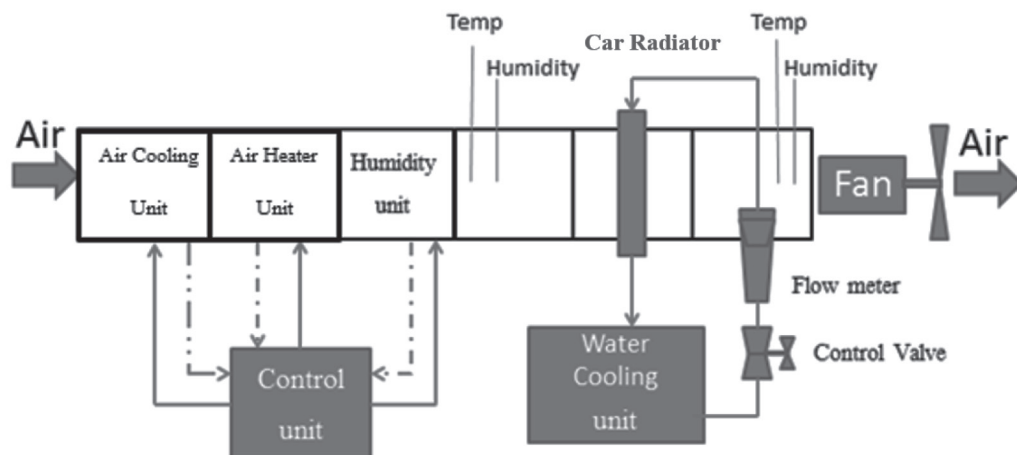 Temp
Humidity
Car Radiator
Temp
Humidity
Air
Air Cooling
Unit
Air Heater
Unit
Humidity
unit
Fan
Air
Flow meter
Control Valve
Water
Cooling
unit
Control
unit